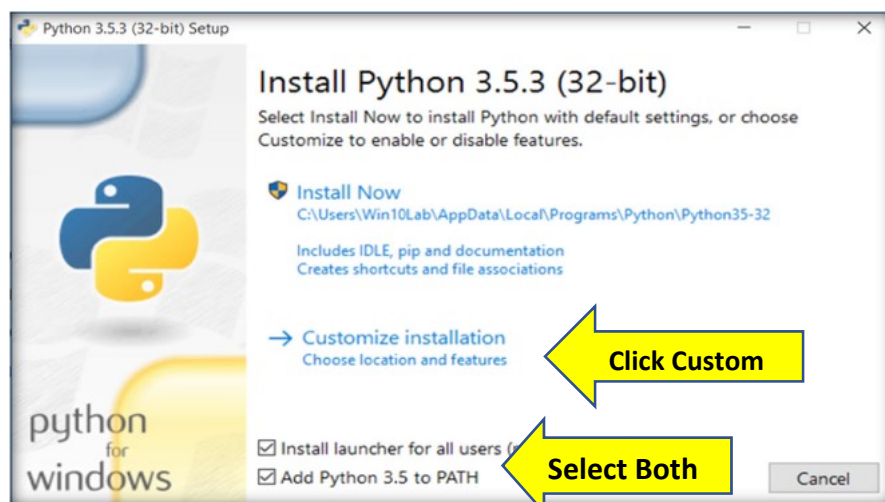 Python 3.5.3 (32-bit) Setup
Install Python 3.5.3 (32-bit)
Select Install Now to install Python with default settings, or choose
Customize to enable or disable features.
Install Now
C:\Users\Win10Lab\AppData\Local\Programs\Python\Python35-32
Includes IDLE, pip and documentation
Creates shortcuts and file associations
Customize installation
Choose location and features
Click Custom
python
for
windows
Install launcher for all users (
Add Python 3.5 to PATH
Select Both
Cancel